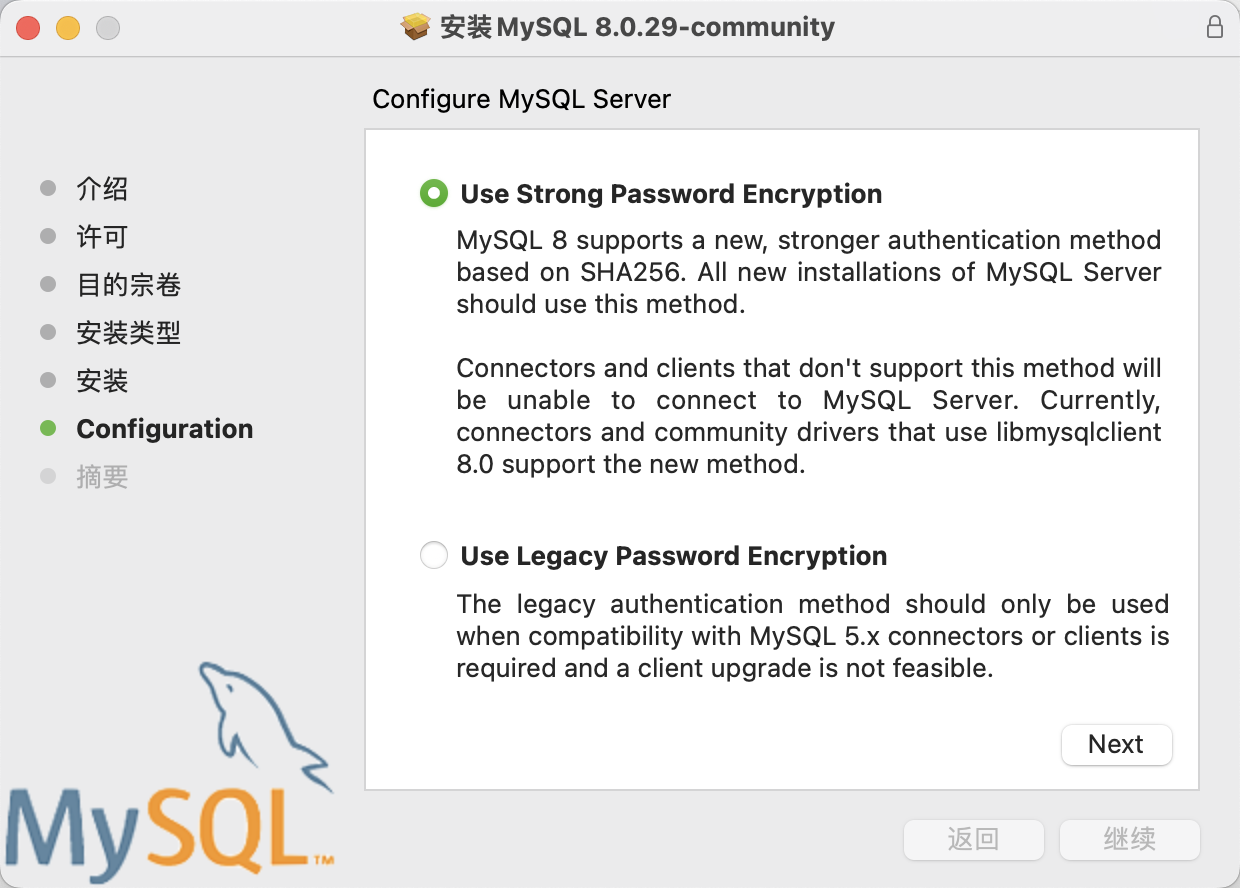 安装 MySQL 8.0.29-community
Configure MySQL Server
介绍
许可
目的宗卷
安装类型
安装
Configuration
摘要
Use Strong Password Encryption
MySQL 8 supports a new, stronger authentication method
based on SHA256. All new installations of MySQL Server
should use this method.
Connectors and clients that don't support this method will
be unable to connect to MySQL Server. Currently,
connectors and community drivers that use libmysqlclient
8.0 support the new method.
Use Legacy Password Encryption
The legacy authentication method should only be used
when compatibility with MySQL 5.x connectors or clients is
required and a client upgrade is not feasible.
Next
MySQL™
返回
继续